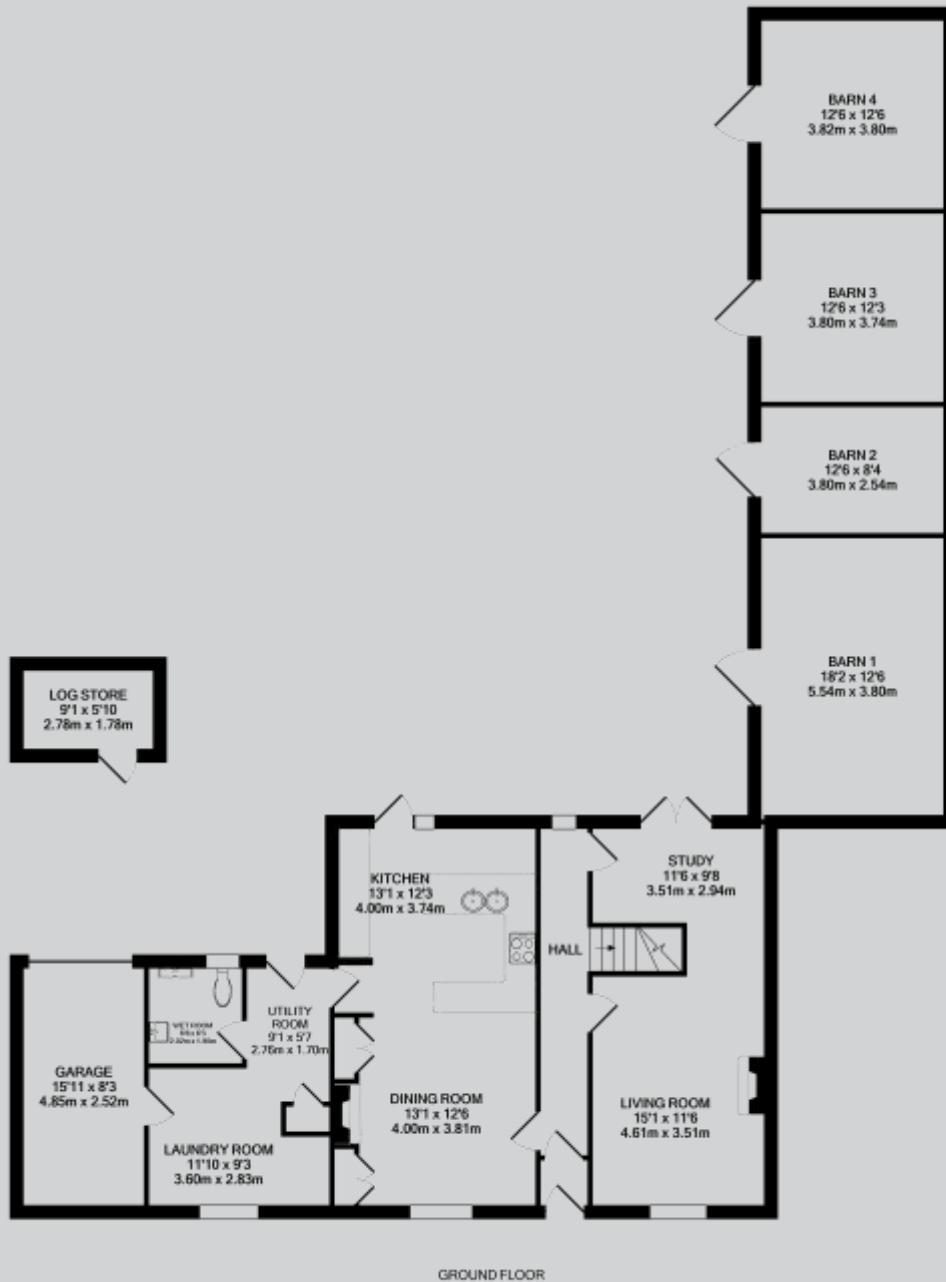 BARN 4
12'6 x 12'6
3.82m x 3.80m
BARN 3
12'6 x 12'3
3.80m x 3.74m
BARN 2
12'6 x 8'4
3.80m x 2.54m
BARN 1
18'2 x 12'6
5.54m x 3.80m
LOG STORE
9'1 x 5'10
2.78m x 1.78m
KITCHEN
13'1 x 12'3
4.00m x 3.74m
STUDY
11'6 x 9'8
3.51m x 2.94m
HALL
WET ROOM
UTILITY
ROOM
9'1 x 5'7
2.76m x 1.70m
GARAGE
15'11 x 8'3
4.85m x 2.52m
DINING ROOM
13'1 x 12'6
4.00m x 3.81m
LIVING ROOM
15'1 x 11'6
4.61m x 3.51m
LAUNDRY ROOM
11'10 x 9'3
3.60m x 2.83m
GROUND FLOOR